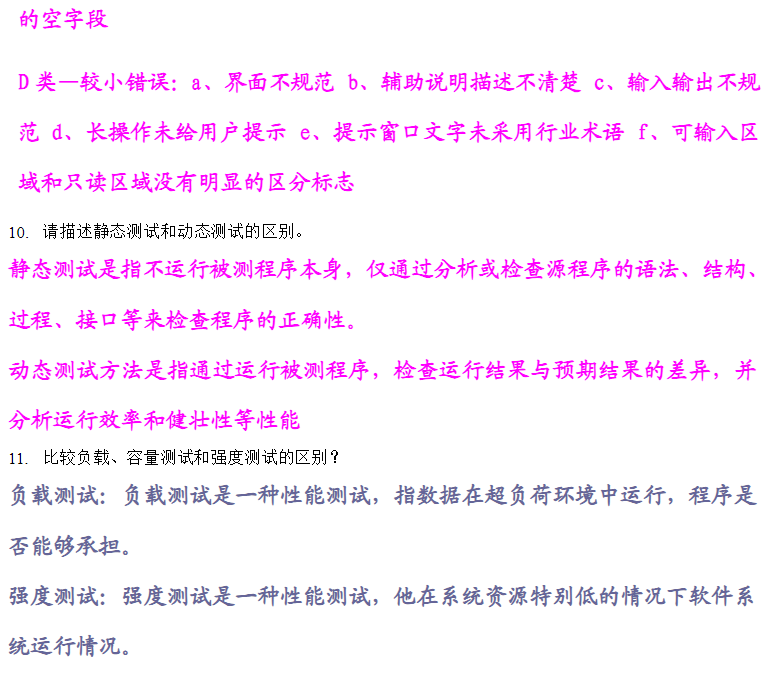 的空字段
D 类—较小错误：a、界面不规范 b、辅助说明描述不清楚 c、输入输出不规
范 d、长操作未给用户提示 e、提示窗口文字未采用行业术语 f、可输入区
域和只读区域没有明显的区分标志
10. 请描述静态测试和动态测试的区别。
静态测试是指不运行被测程序本身，仅通过分析或检查源程序的语法、结构、
过程、接口等来检查程序的正确性。
动态测试方法是指通过运行被测程序，检查运行结果与预期结果的差异，并
分析运行效率和健壮性等性能
11. 比较负载、容量测试和强度测试的区别？
负载测试：负载测试是一种性能测试，指数据在超负荷环境中运行，程序是
否能够承担。
强度测试：强度测试是一种性能测试，他在系统资源特别低的情况下软件系
统运行情况。